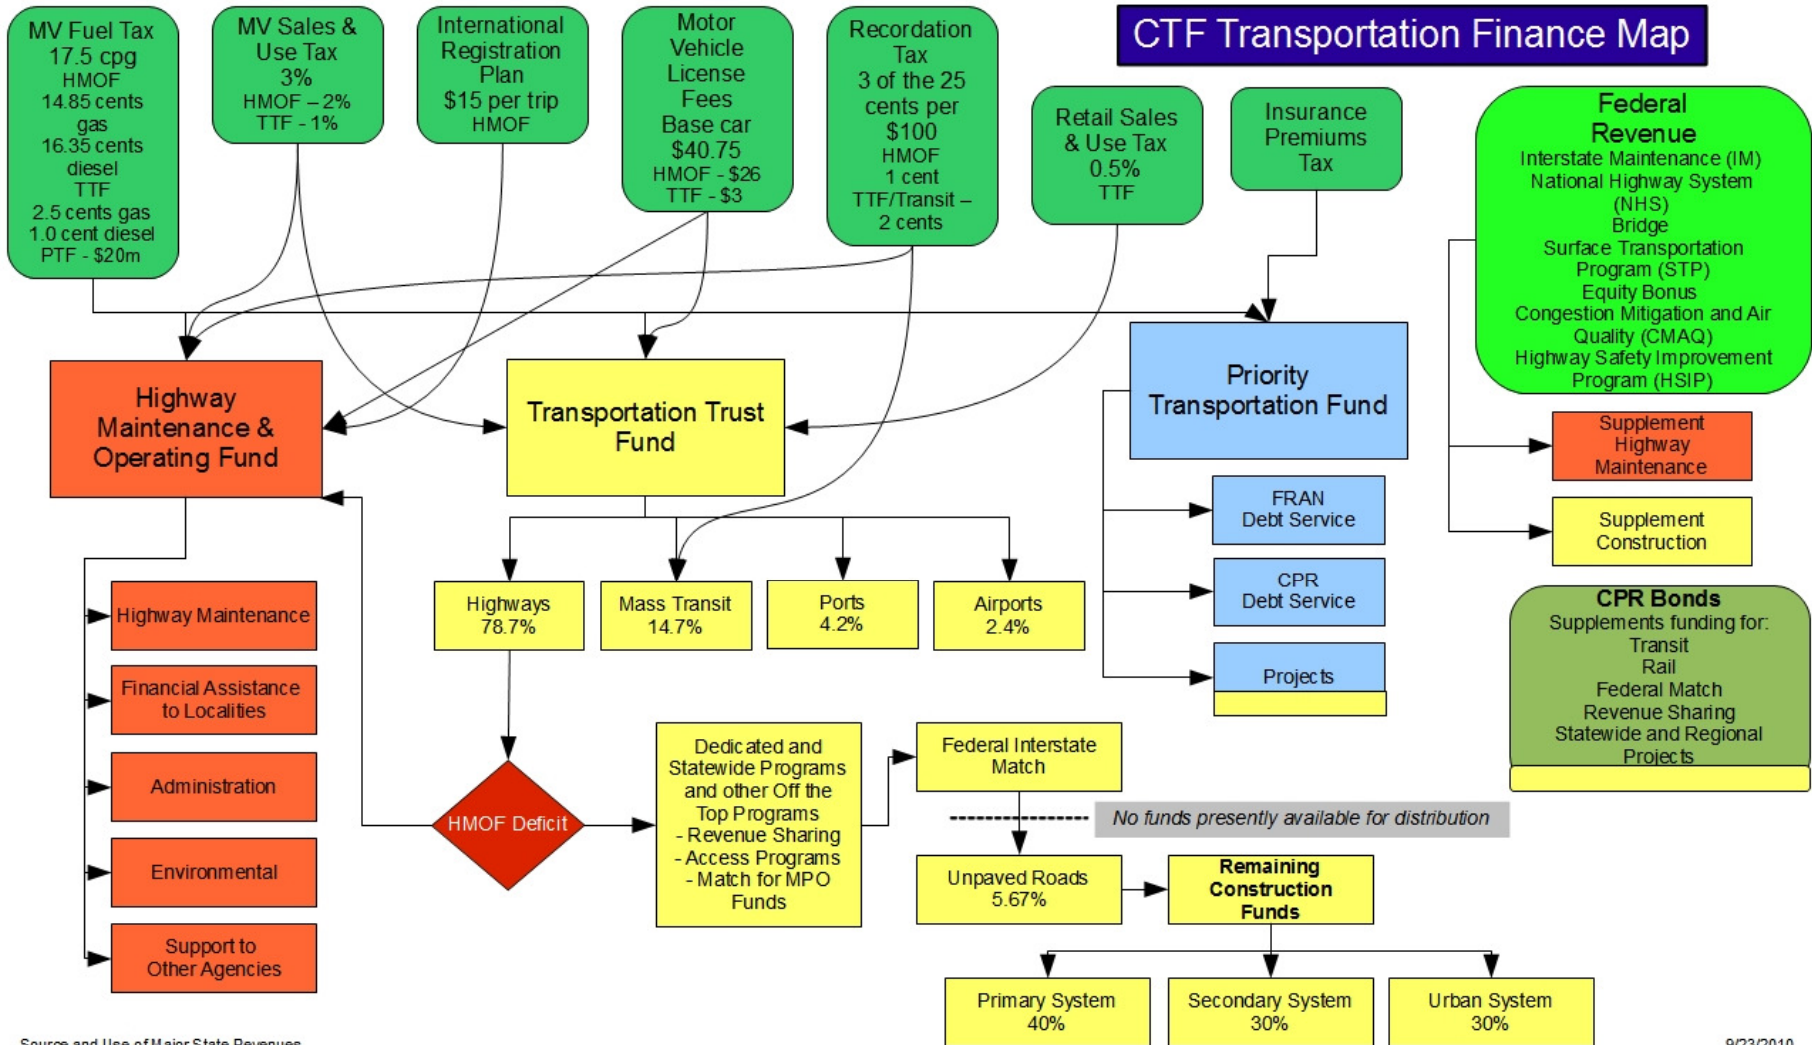 CTF Transportation Finance Map
MV Fuel Tax
17.5 cpg
HMOF
14.85 cents
gas
16.35 cents
diesel
TTF
2.5 cents gas
1.0 cent diesel
PTF - $20m
MV Sales &
Use Tax
3%
HMOF – 2%
TTF - 1%
International
Registration
Plan
$15 per trip
HMOF
Motor
Vehicle
License
Fees
Base car
$40.75
HMOF - $26
TTF - $3
Recordation
Tax
3 of the 25
cents per
$100
HMOF
1 cent
TTF/Transit –
2 cents
Retail Sales
& Use Tax
0.5%
TTF
Insurance
Premiums
Tax
Federal
Revenue
Interstate Maintenance (IM)
National Highway System
(NHS)
Bridge
Surface Transportation
Program (STP)
Equity Bonus
Congestion Mitigation and Air
Quality (CMAQ)
Highway Safety Improvement
Program (HSIP)
Highway
Maintenance &
Operating Fund
Transportation Trust
Fund
Priority
Transportation Fund
Supplement
Highway
Maintenance
Supplement
Construction
FRAN
Debt Service
CPR
Debt Service
Projects
Highways
78.7%
Mass Transit
14.7%
Ports
4.2%
Airports
2.4%
CPR Bonds
Supplements funding for:
Transit
Rail
Federal Match
Revenue Sharing
Statewide and Regional
Projects
Highway Maintenance
Financial Assistance
to Localities
Administration
Environmental
Support to
Other Agencies
HMOF Deficit
Dedicated and
Statewide Programs
and other Off the
Top Programs
- Revenue Sharing
- Access Programs
- Match for MPO
Funds
Federal Interstate
Match
No funds presently available for distribution
Unpaved Roads
5.67%
Remaining
Construction
Funds
Primary System
40%
Secondary System
30%
Urban System
30%
Source and Use of Major State Revenues
9/23/2010